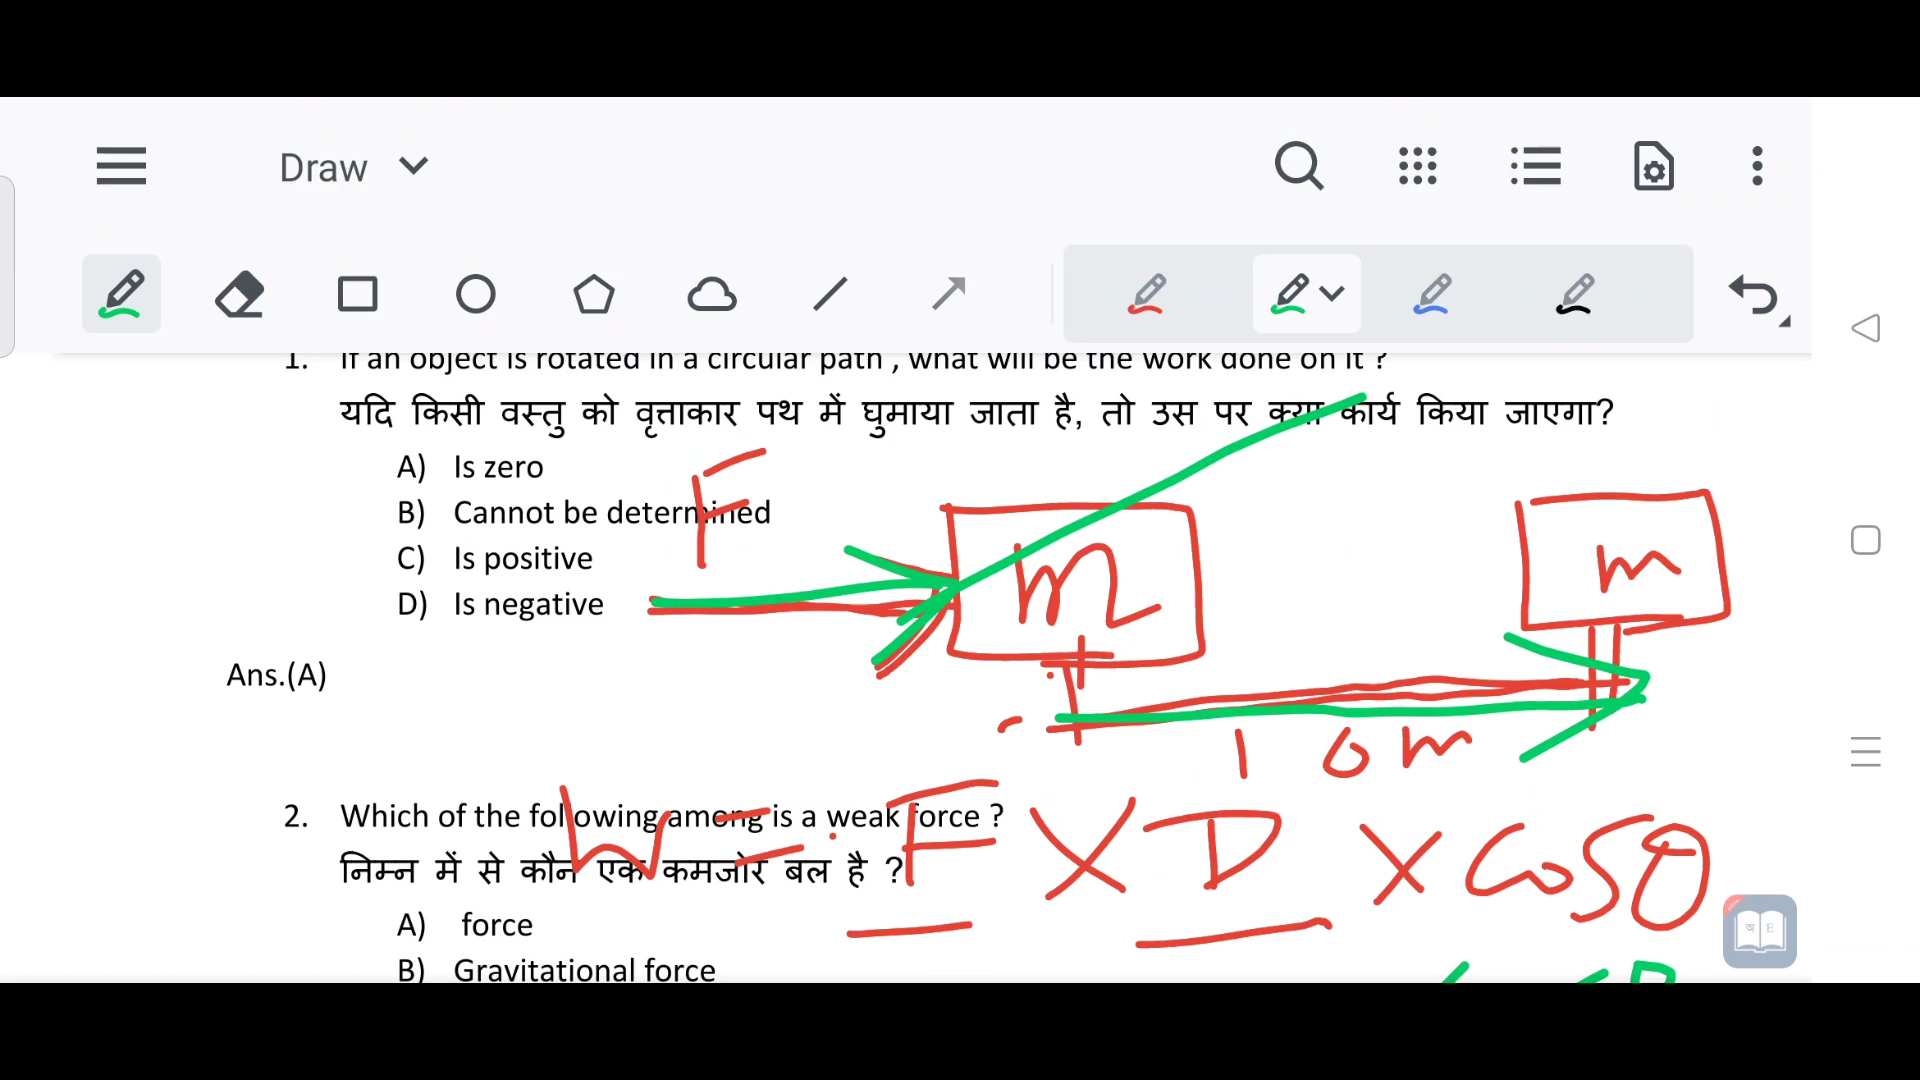 Draw
1. If an object is rotated in a circular path , what will be the work done on it ?
यदि किसी वस्तु को वृत्ताकार पथ में घुमाया जाता है, तो उस पर क्या कार्य किया जाएगा?
A) Is zero
B) Cannot be determined
C) Is positive
D) Is negative
F
m
m
Ans.(A)
10m
2. Which of the following among is a weak force ?
निम्न में से कौन एक कमजोर बल है ?
W = F X D X Cosθ
A) force
B) Gravitational force